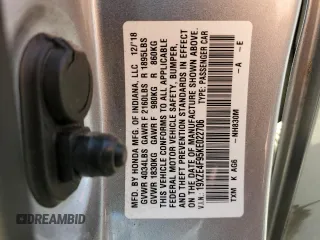 MFD. BY HONDA MFG. OF INDIANA, LLC 12/'18
GVWR 4034LBS GAWR F 2160LBS R 1895LBS
GVWR 1830KG GAWR F 980KG R 860KG
THIS VEHICLE CONFORMS TO ALL APPLICABLE
FEDERAL MOTOR VEHICLE SAFETY, BUMPER,
AND THEFT PREVENTION STANDARDS IN EFFECT
ON THE DATE OF MANUFACTURE SHOWN ABOVE.
V.I.N.: 19XZE4F95KE022706 TYPE: PASSENGER CAR
TXM K AG6 -NH830M -A -E
autobidmaster